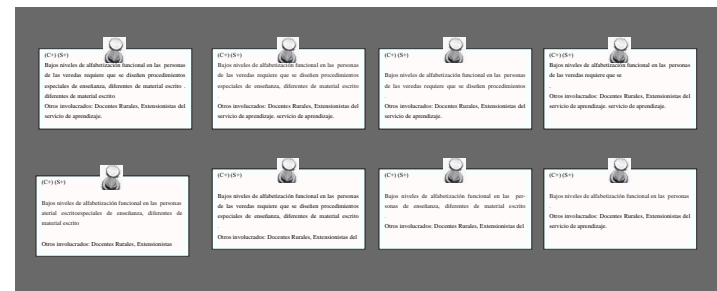 (C+) (S+)
Bajos niveles de alfabetización funcional en las personas
de las veredas requiere que se diseñen procedimientos
especiales de enseñanza, diferentes de material escrito .
diferentes de material escrito
Otros involucrados: Docentes Rurales, Extensionistas del
servicio de aprendizaje.
(C+) (S+)
Bajos niveles de alfabetización funcional en las personas
de las veredas requiere que se diseñen procedimientos
especiales de enseñanza, diferentes de material escrito
.
Otros involucrados: Docentes Rurales, Extensionistas del
servicio de aprendizaje. servicio de aprendizaje.
(C+) (S+)
Bajos niveles de alfabetización funcional en las personas
de las veredas requiere que se diseñen procedimientos
.
Otros involucrados: Docentes Rurales, Extensionistas del
servicio de aprendizaje.
(C+) (S+)
Bajos niveles de alfabetización funcional en las personas
de las veredas requiere que se
.
Otros involucrados: Docentes Rurales, Extensionistas del
servicio de aprendizaje. servicio de aprendizaje.
(C+) (S+)
Bajos niveles de alfabetización funcional en las personas
aterial escritoespeciales de enseñanza, diferentes de
material escrito
Otros involucrados: Docentes Rurales, Extensionistas
(C+) (S+)
Bajos niveles de alfabetización funcional en las personas
de las veredas requiere que se diseñen procedimientos
especiales de enseñanza, diferentes de material escrito
.
Otros involucrados: Docentes Rurales, Extensionistas del
(C+) (S+)
Bajos niveles de alfabetización funcional en las per-
sonas de enseñanza, diferentes de material escrito
.
Otros involucrados: Docentes Rurales, Extensionistas del
(C+) (S+)
Bajos niveles de alfabetización funcional en las personas
.
Otros involucrados: Docentes Rurales, Extensionistas del
servicio de aprendizaje.